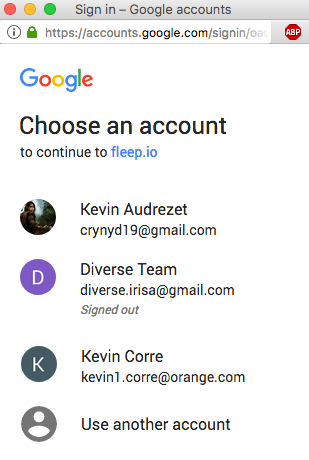 Sign in – Google accounts
https://accounts.google.com/signin/oau
ABP
Google
Choose an account
to continue to fleep.io
Kevin Audrezet
crynyd19@gmail.com
D
Diverse Team
diverse.irisa@gmail.com
Signed out
K
Kevin Corre
kevin1.corre@orange.com
Use another account